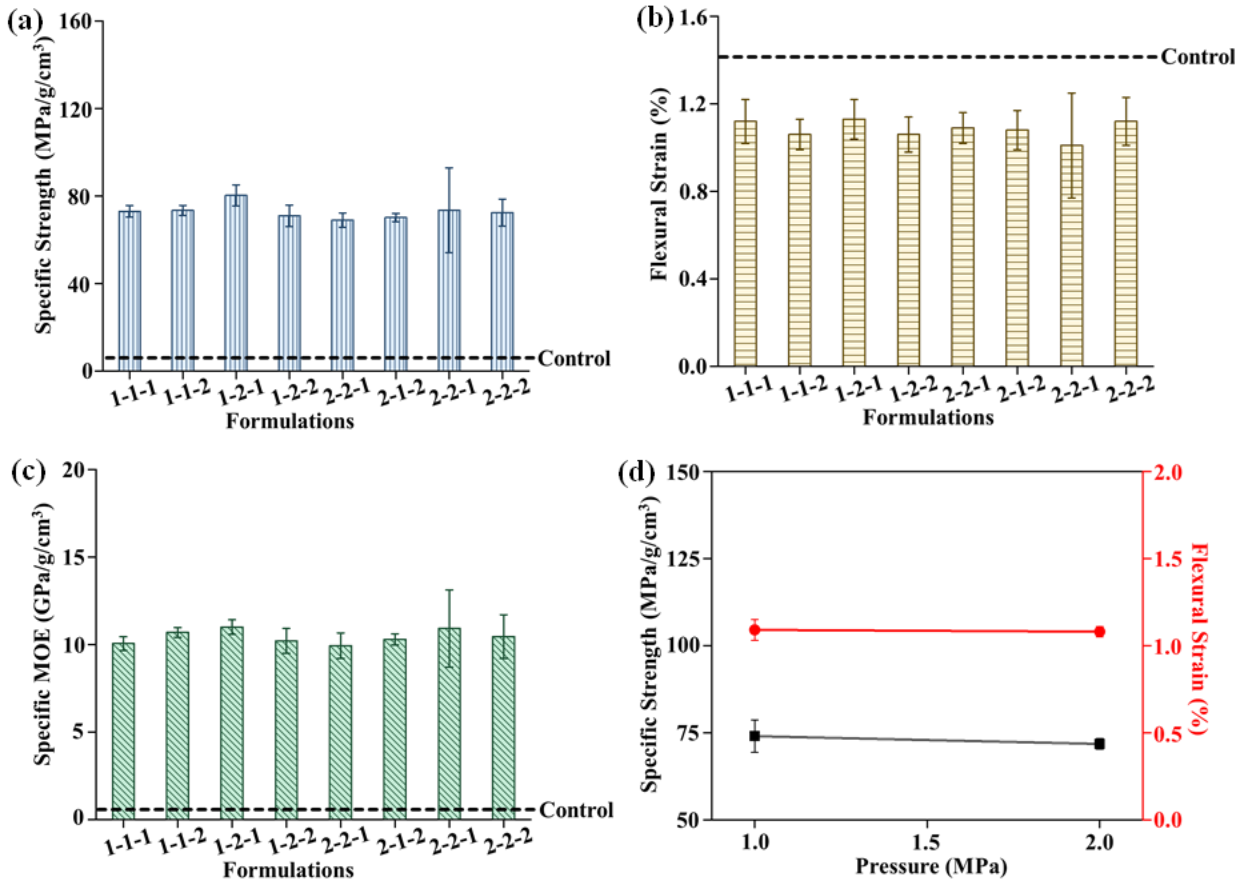 (a)
Specific Strength (MPa/g/cm³)
160
120
80
40
0
Control
1-1-1 1-1-2 1-2-1 1-2-2 2-2-1 2-1-2 2-2-1 2-2-2
Formulations
(b)
Flexural Strain (%)
1.6
1.2
0.8
0.4
0.0
Control
1-1-1 1-1-2 1-2-1 1-2-2 2-2-1 2-1-2 2-2-1 2-2-2
Formulations
(c)
Specific MOE (GPa/g/cm³)
20
15
10
5
0
Control
1-1-1 1-1-2 1-2-1 1-2-2 2-2-1 2-1-2 2-2-1 2-2-2
Formulations
(d)
Specific Strength (MPa/g/cm³)
150
125
100
75
50
1.0 1.5 2.0
Pressure (MPa)
2.0
1.5
1.0
0.5
0.0
Flexural Strain (%)